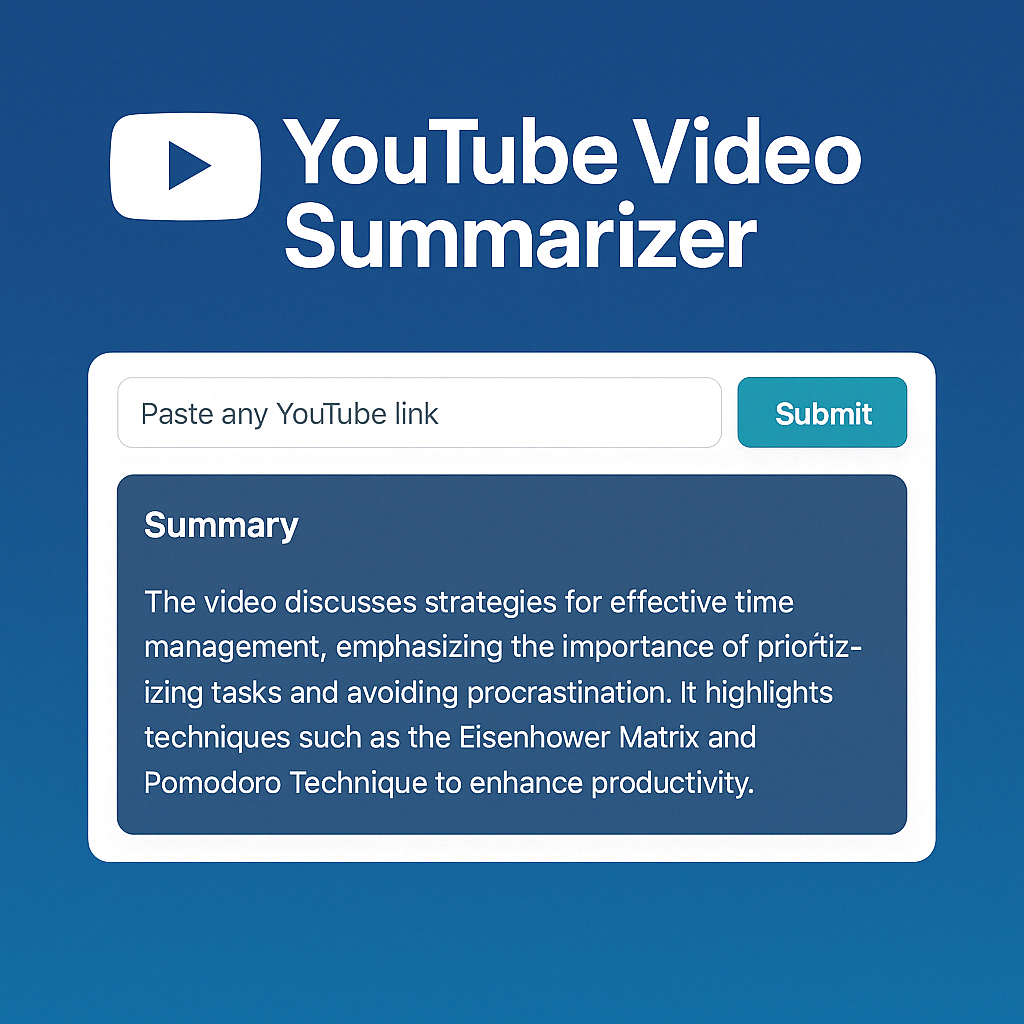 YouTube Video
Summarizer
Paste any YouTube link
Submit
Summary
The video discusses strategies for effective time
management, emphasizing the importance of priortiz-
izing tasks and avoiding procrastination. It highlights
techniques such as the Eisenhower Matrix and
Pomodoro Technique to enhance productivity.